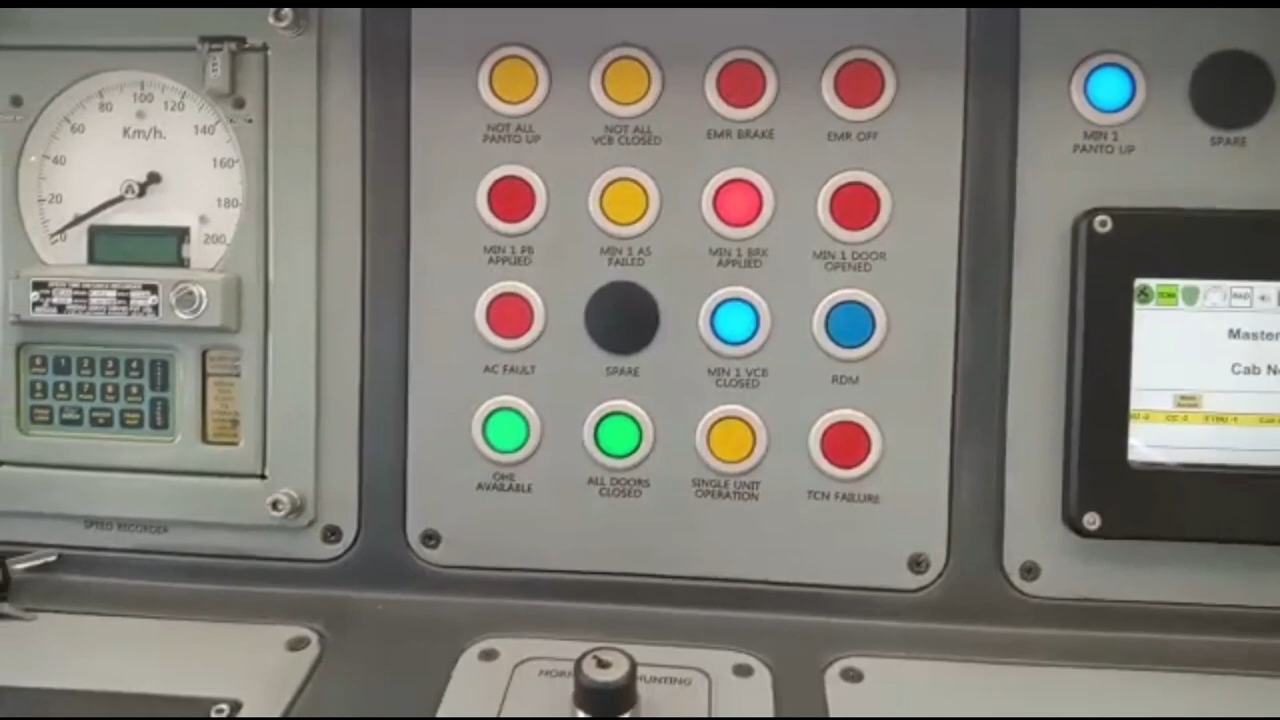 100
80
120
60
Km/h.
140
40
160
20
180
0
200
SPEED RECORDER
NOT ALL
PANTO UP
NOT ALL
VCB CLOSED
EMR BRAKE
EMR OFF
MIN 1 PB
APPLIED
MIN 1 AS
FAILED
MIN 1 BRK
APPLIED
MIN 1 DOOR
OPENED
AC FAULT
SPARE
MIN 1 VCB
CLOSED
RDM
OHE
AVAILABLE
ALL DOORS
CLOSED
SINGLE UNIT
OPERATION
TCN FAILURE
MIN 1
PANTO UP
SPARE
Master
Cab